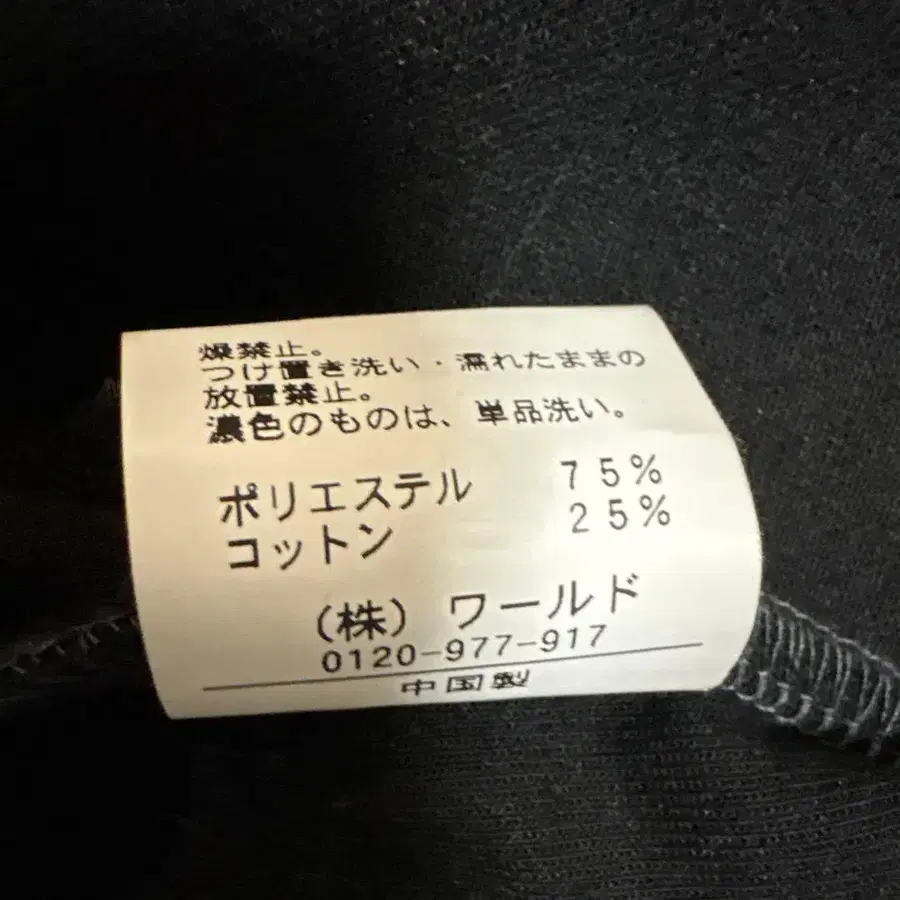 燥禁止。
つけ置き洗い・濡れたままの
放置禁止。
濃色のものは、単品洗い。
ポリエステル 75%
コットン 25%
(株) ワールド
0120-977-917
中国製